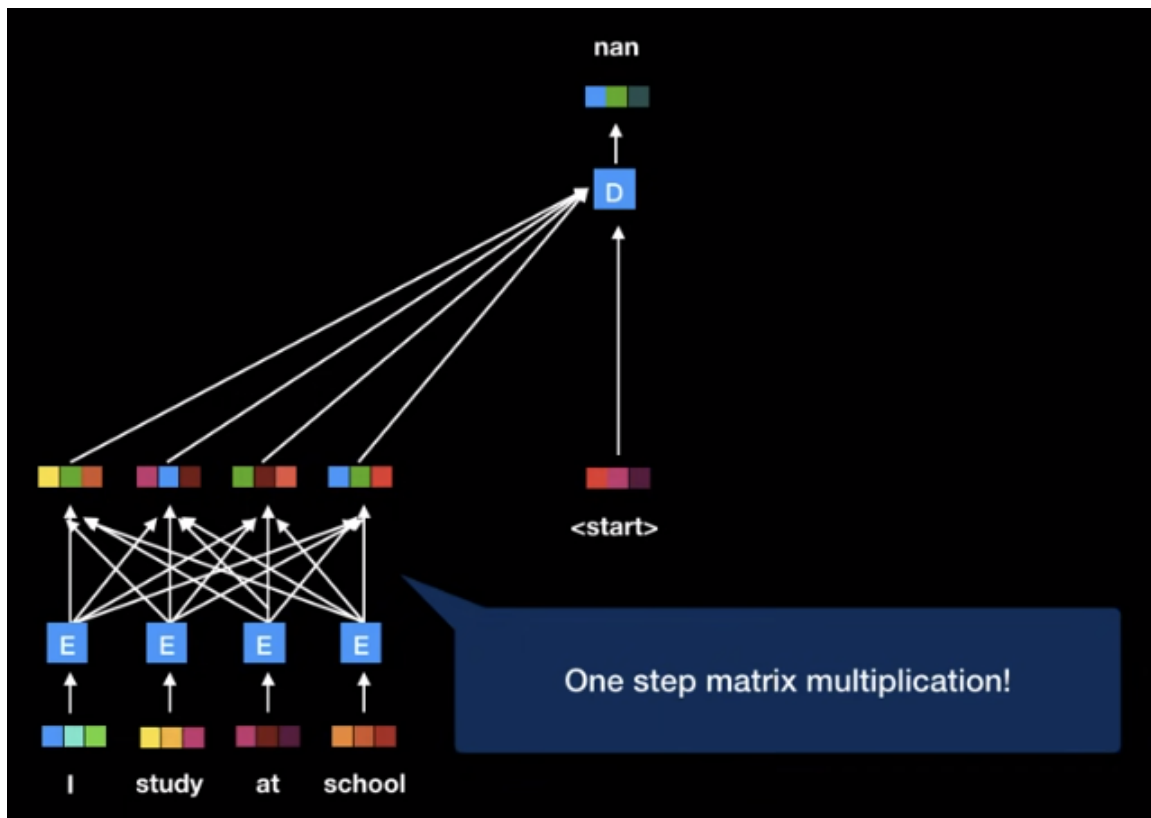 nan
D
<start>
E E E E
One step matrix multiplication!
I study at school